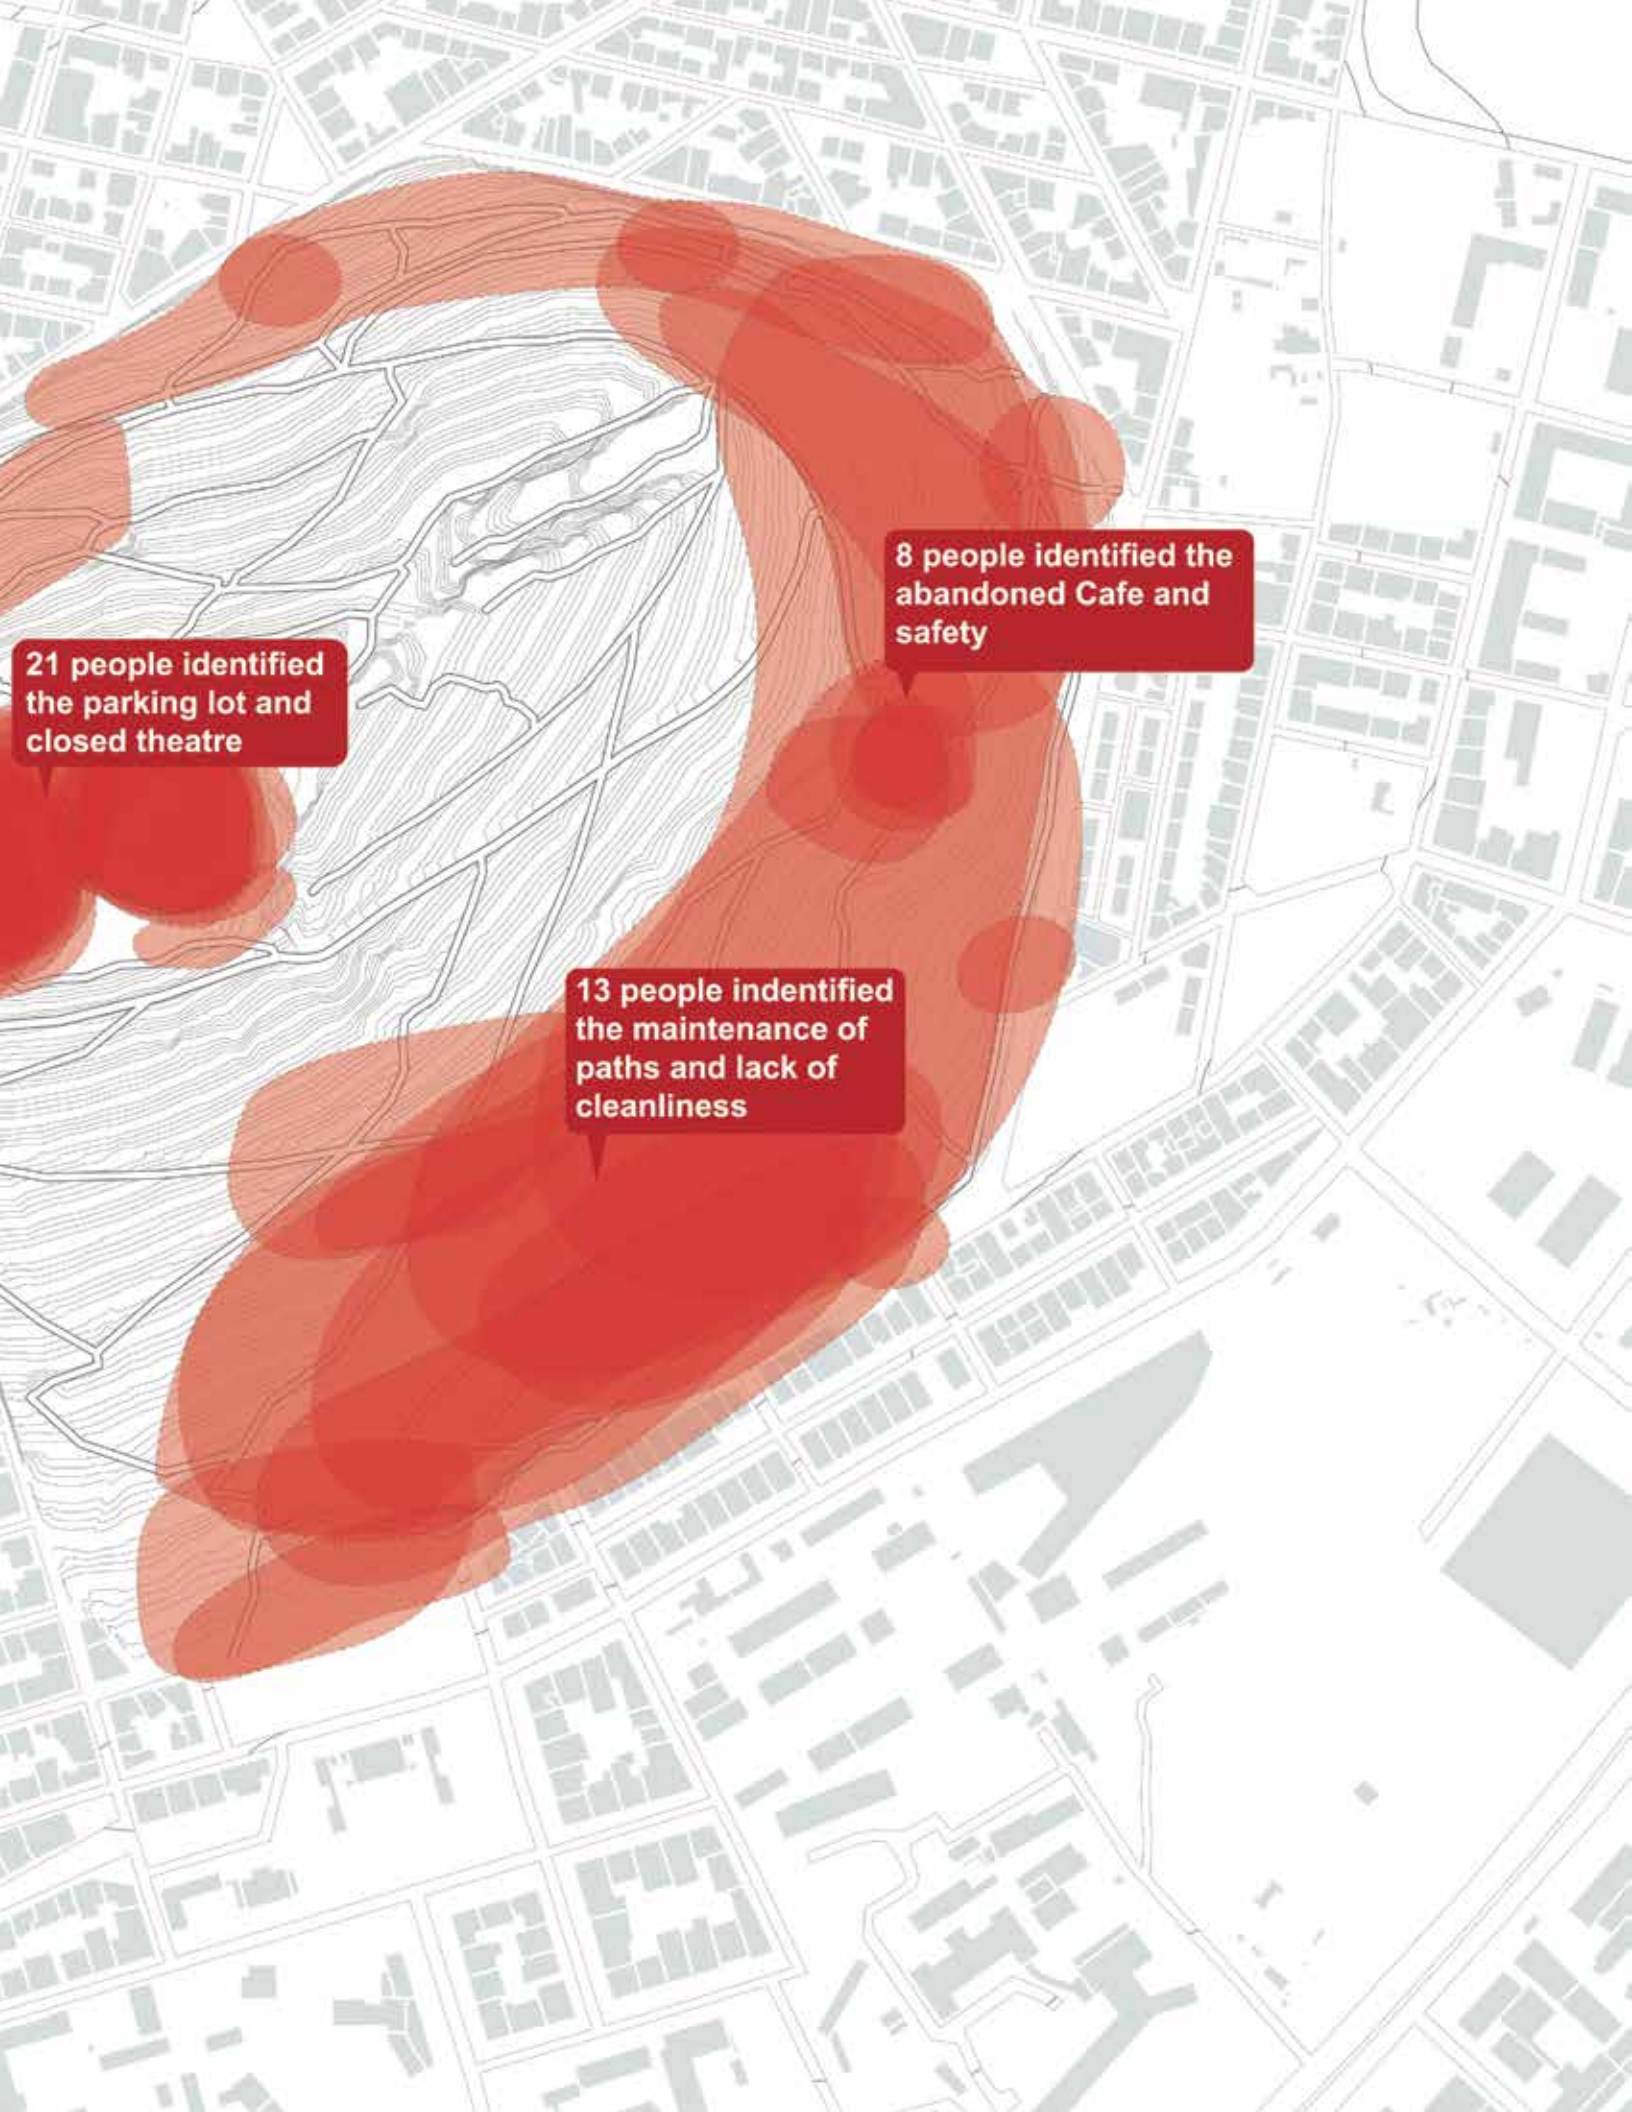 8 people identified the
abandoned Cafe and
safety
21 people identified
the parking lot and
closed theatre
13 people indentified
the maintenance of
paths and lack of
cleanliness